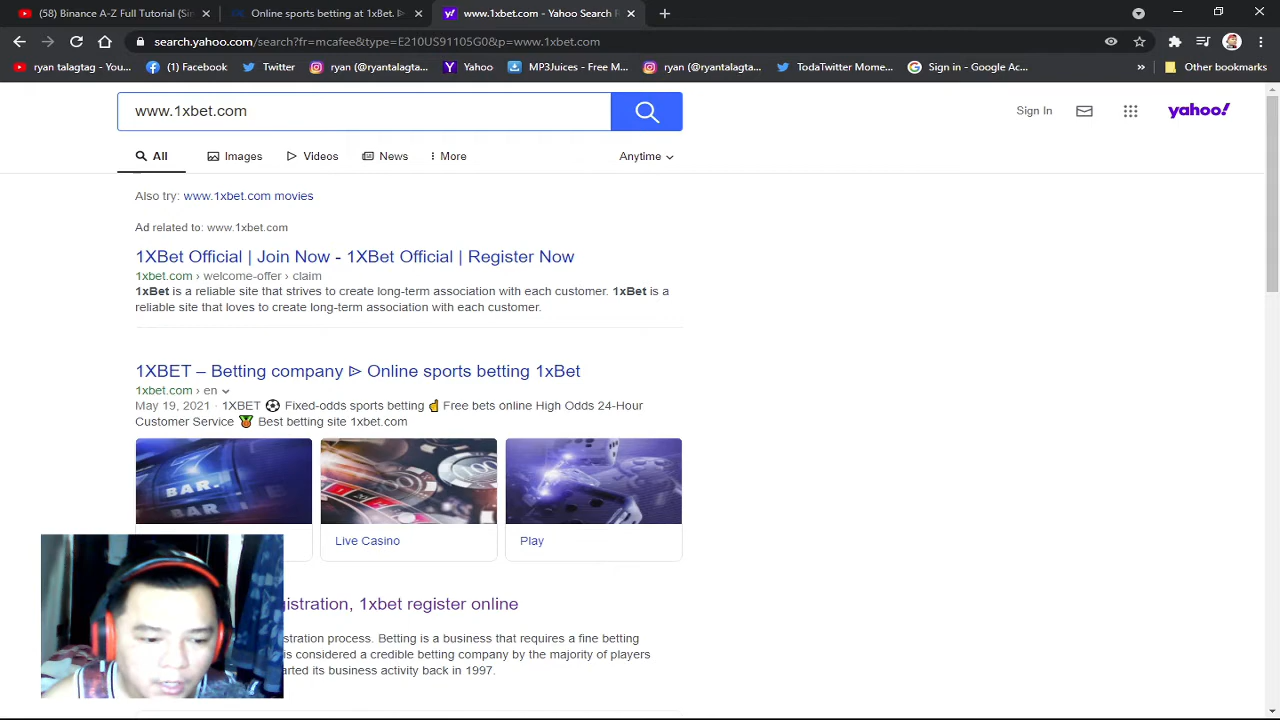 (58) Binance A-Z Full Tutorial (Si
Online sports betting at 1xBet. ⩥
www.1xbet.com - Yahoo Search R
search.yahoo.com/search?fr=mcafee&type=E210US91105G0&p=www.1xbet.com
ryan talagtag - You...
(1) Facebook
Twitter
ryan (@ryantalagta...
Yahoo
MP3Juices - Free M...
ryan (@ryantalagta...
TodaTwitter Mome...
Sign in - Google Ac...
»
Other bookmarks
www.1xbet.com
Sign In
yahoo!
All
Images
Videos
News
More
Anytime
Also try: www.1xbet.com movies
Ad related to: www.1xbet.com
1XBet Official | Join Now - 1XBet Official | Register Now
1xbet.com › welcome-offer › claim
1xBet is a reliable site that strives to create long-term association with each customer. 1xBet is a
reliable site that loves to create long-term association with each customer.
1XBET – Betting company ⩥ Online sports betting 1xBet
1xbet.com › en
May 19, 2021 · 1XBET ⚽ Fixed-odds sports betting ☝ Free bets online High Odds 24-Hour
Customer Service 🏅 Best betting site 1xbet.com
7
BAR.
BAR
Live Casino
Play
istration, 1xbet register online
stration process. Betting is a business that requires a fine betting
is considered a credible betting company by the majority of players
arted its business activity back in 1997.